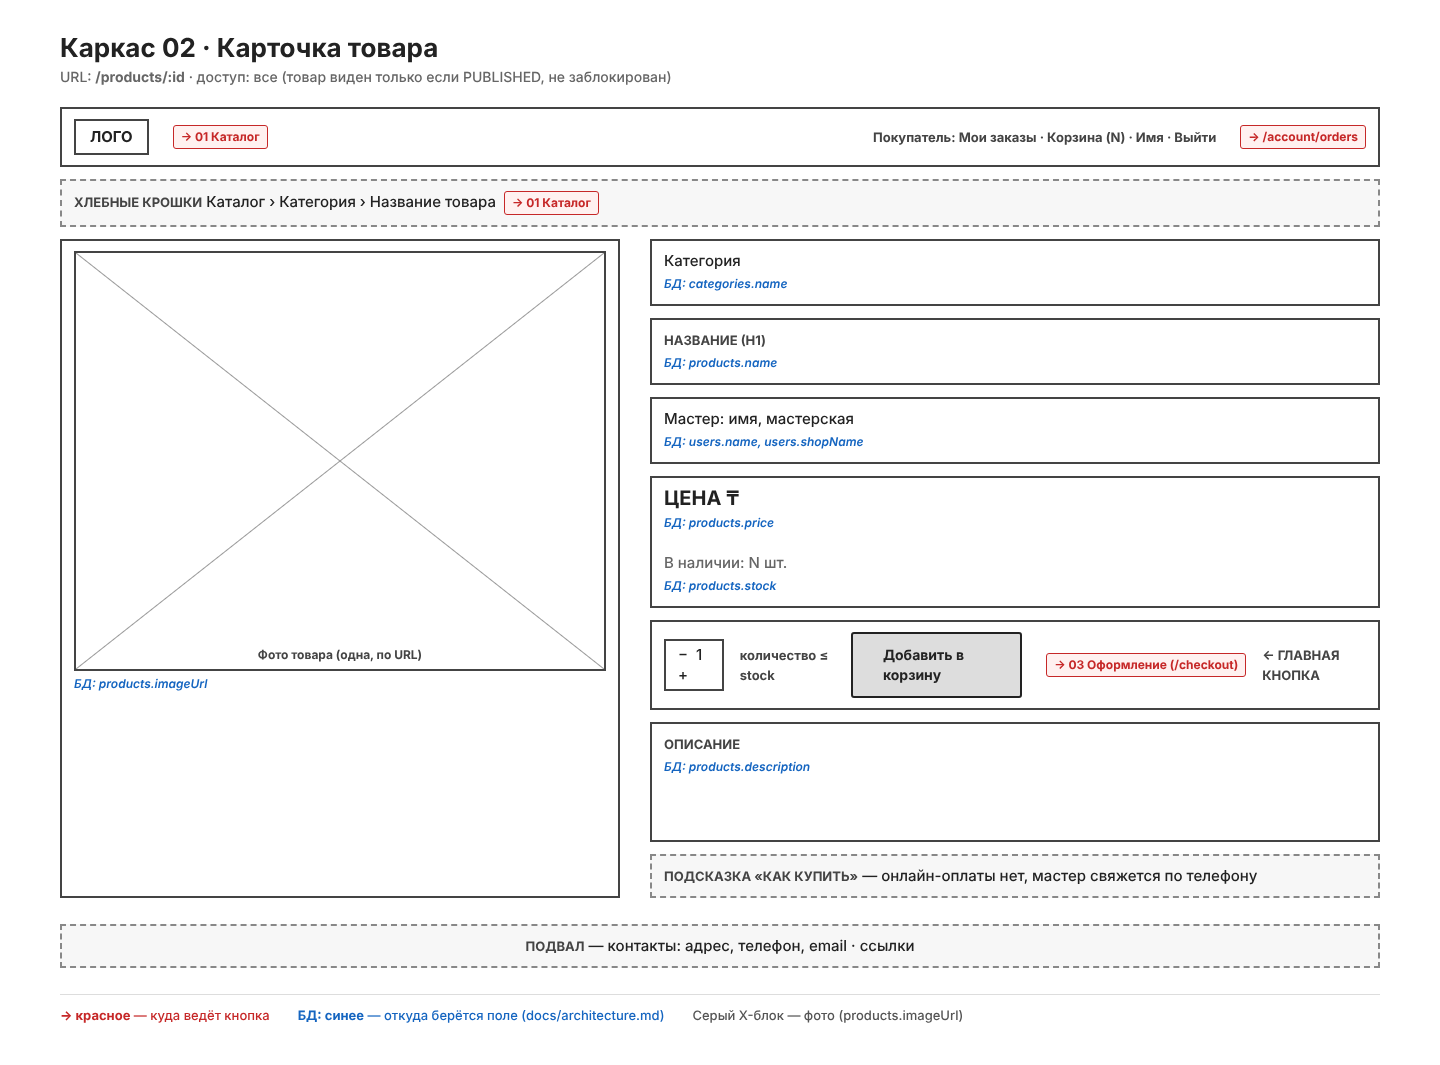 Каркас 02 · Карточка товара
URL: /products/:id · доступ: все (товар виден только если PUBLISHED, не заблокирован)
ЛОГО
→ 01 Каталог
Покупатель: Мои заказы · Корзина (N) · Имя · Выйти
→ /account/orders
ХЛЕБНЫЕ КРОШКИ Каталог › Категория › Название товара → 01 Каталог
Фото товара (одна, по URL)
БД: products.imageUrl
Категория
БД: categories.name
НАЗВАНИЕ (H1)
БД: products.name
Мастер: имя, мастерская
БД: users.name, users.shopName
ЦЕНА ₸
БД: products.price
В наличии: N шт.
БД: products.stock
− 1
+
количество ≤
stock
Добавить в
корзину
→ 03 Оформление (/checkout)
← ГЛАВНАЯ
КНОПКА
ОПИСАНИЕ
БД: products.description
ПОДСКАЗКА «КАК КУПИТЬ» — онлайн-оплаты нет, мастер свяжется по телефону
ПОДВАЛ — контакты: адрес, телефон, email · ссылки
→ красное — куда ведёт кнопка
БД: синее — откуда берётся поле (docs/architecture.md)
Серый X-блок — фото (products.imageUrl)